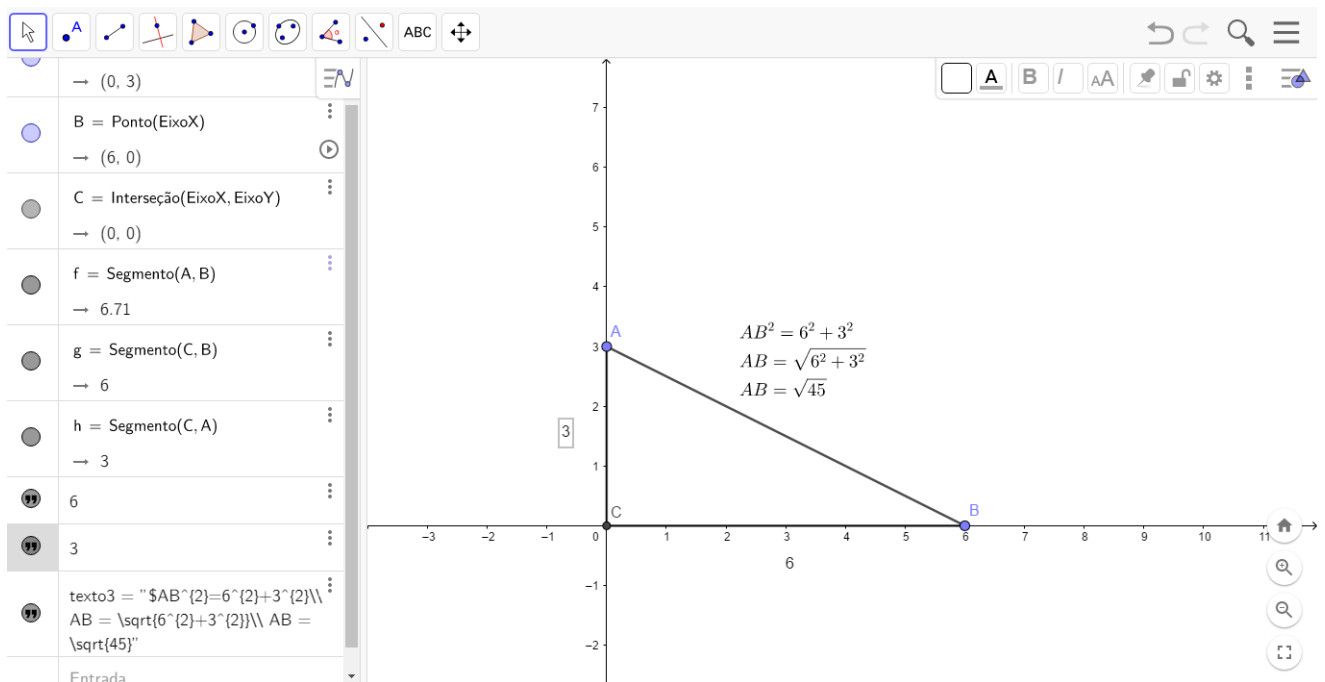 A
ABC
→ (0, 3)
B = Ponto(EixoX)
→ (6, 0)
C = Interseção(EixoX, EixoY)
→ (0, 0)
f = Segmento(A, B)
→ 6.71
g = Segmento(C, B)
→ 6
h = Segmento(C, A)
→ 3
6
3
texto3 = "$AB^{2}=6^{2}+3^{2}\\
AB = \sqrt{6^{2}+3^{2}}\\ AB =
\sqrt{45}"
Entrada
A B I AA
7
6
5
4
3
2
1
0
−1
−2
−3 −2 −1 1 2 3 4 5 6 7 8 9 10 11
A
B
C
3
6
AB² = 6² + 3²
AB = √(6² + 3²)
AB = √45